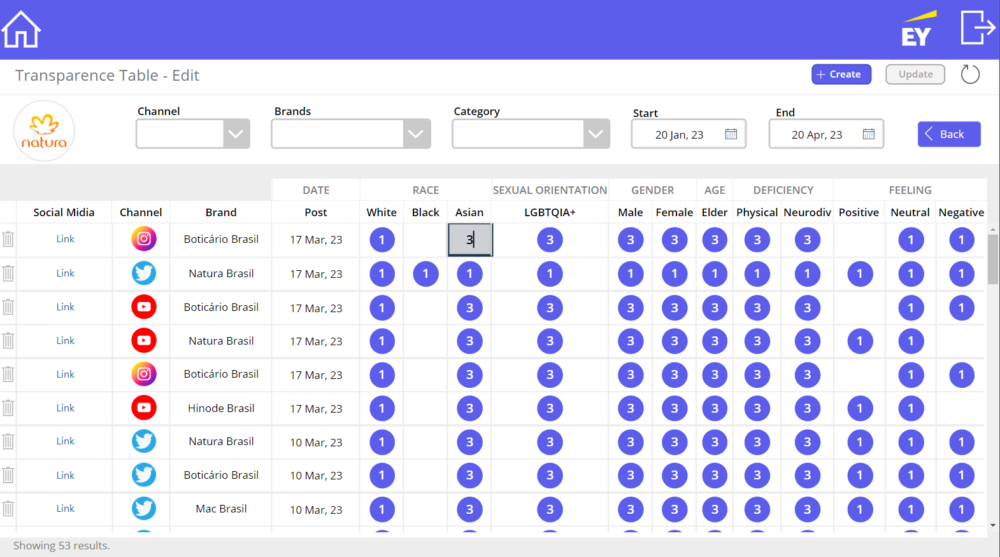 EY
Transparence Table - Edit
Create
Update
natura
Channel
Brands
Category
Start
20 Jan, 23
End
20 Apr, 23
Back
DATE RACE SEXUAL ORIENTATION GENDER AGE DEFICIENCY FEELING
Social Midia Channel Brand Post White Black Asian LGBTQIA+ Male Female Elder Physical Neurodiv Positive Neutral Negative
Link Boticário Brasil 17 Mar, 23 1 3 3 3 3 3 3 3 1 1
Link Natura Brasil 17 Mar, 23 1 1 1 1 1 1 1 1 1 1 1 1
Link Boticário Brasil 17 Mar, 23 1 3 3 3 3 3 3 3 1 1
Link Natura Brasil 17 Mar, 23 1 3 3 3 3 3 3 3 1 1
Link Boticário Brasil 17 Mar, 23 1 3 3 3 3 3 3 3 1 1
Link Hinode Brasil 17 Mar, 23 1 3 3 3 3 3 3 3 1 1
Link Natura Brasil 10 Mar, 23 1 3 3 3 3 3 3 3 1 1 1
Link Boticário Brasil 10 Mar, 23 1 3 3 3 3 3 3 3 1 1 1
Link Mac Brasil 10 Mar, 23 1 3 3 3 3 3 3 3 1 1 1
Showing 53 results.